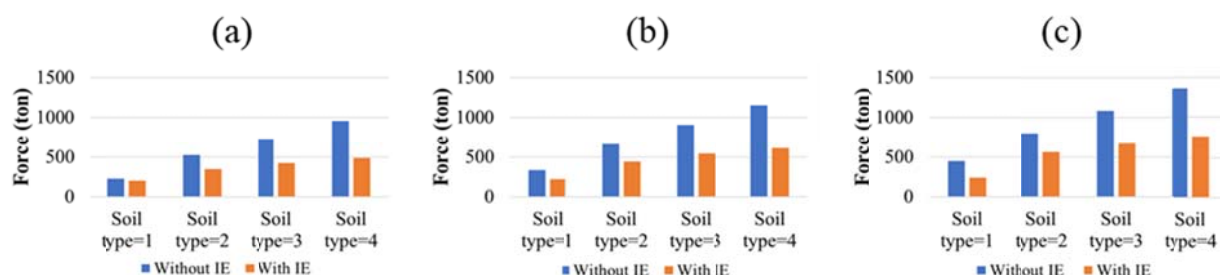 (a)
Force (ton)
1500
1000
500
0
Soil type=1
Soil type=2
Soil type=3
Soil type=4
Without IE
With IE
(b)
Force (ton)
1500
1000
500
0
Soil type=1
Soil type=2
Soil type=3
Soil type=4
Without IE
With IE
(c)
Force (ton)
1500
1000
500
0
Soil type=1
Soil type=2
Soil type=3
Soil type=4
Without IE
With IE